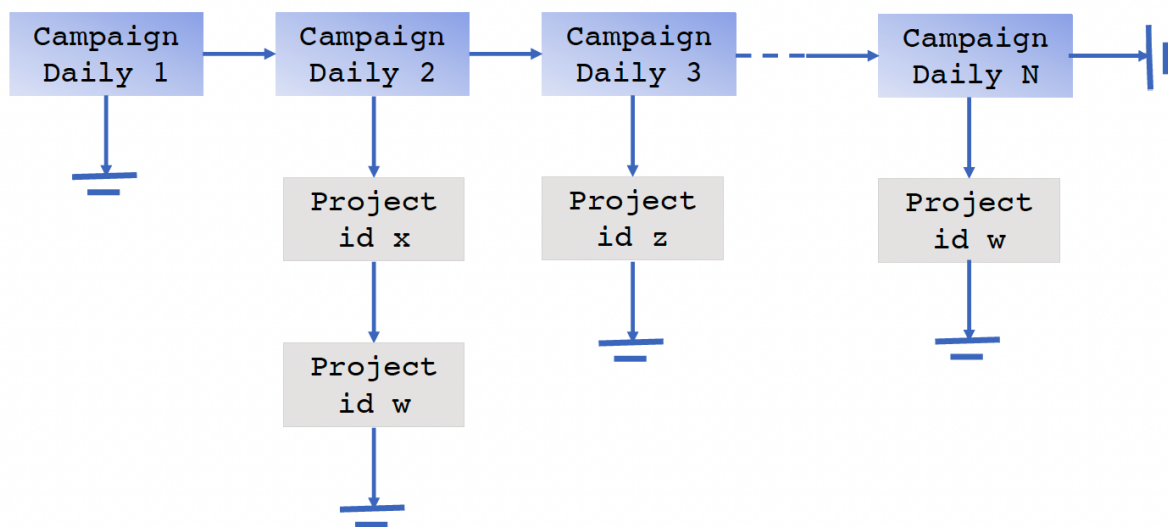 Campaign
Daily 1
Campaign
Daily 2
Campaign
Daily 3
Campaign
Daily N
Project
id x
Project
id z
Project
id w
Project
id w